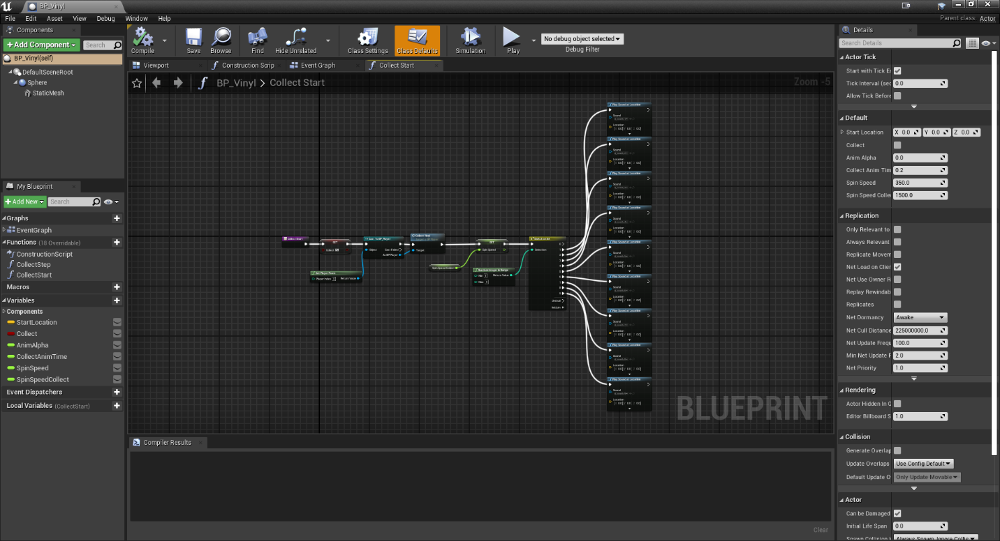 BP_Vinyl
File Edit Asset View Debug Window Help
Parent class: Actor
Components
+Add Component
Search
BP_Vinyl(self)
DefaultSceneRoot
Sphere
StaticMesh
My Blueprint
+Add New
Search
Graphs
EventGraph
Functions (18 Overridable)
ConstructionScript
CollectStep
CollectStart
Macros
Variables
Components
StartLocation
Collect
AnimAlpha
CollectAnimTime
SpinSpeed
SpinSpeedCollect
Event Dispatchers
Local Variables (CollectStart)
Compile
Save
Browse
Find
Hide Unrelated
Class Settings
Class Defaults
Simulation
Play
No debug object selected
Debug Filter
Viewport
Construction Scrip
Event Graph
Collect Start
BP_Vinyl > Collect Start
Zoom -5
Collect Start
SET
Collect
Get Player Pawn
Player Index
Return Value
Cast To BP_Player
Object
Cast Failed
As BP Player
Target
Spin Speed Collect
SET
Spin Speed
Random Integer in Range
Min
Max
Return Value
Selection
Default
Add pin
Play Sound at Location
Sound
Location
Play Sound at Location
Sound
Location
Play Sound at Location
Sound
Location
Play Sound at Location
Sound
Location
Play Sound at Location
Sound
Location
Play Sound at Location
Sound
Location
Play Sound at Location
Sound
Location
Play Sound at Location
Sound
Location
Play Sound at Location
Sound
Location
BLUEPRINT
Compiler Results
Clear
Details
Search Details
Actor Tick
Start with Tick E
Tick Interval (sec 0.0
Allow Tick Before
Default
Start Location X 0.0 Y 0.0 Z 0.0
Collect
Anim Alpha 0.0
Collect Anim Tim 0.2
Spin Speed 350.0
Spin Speed Collec 1500.0
Replication
Only Relevant to
Always Relevant
Replicate Movem
Net Load on Clien
Net Use Owner R
Replay Rewindab
Replicates
Net Dormancy Awake
Net Cull Distance 225000000.0
Net Update Frequ 100.0
Min Net Update F 2.0
Net Priority 1.0
Rendering
Actor Hidden In G
Editor Billboard S 1.0
Collision
Generate Overlap
Update Overlaps Use Config Default
Default Update O Only Update Movable
Actor
Can be Damaged
Initial Life Span 0.0
Spawn Collision Always Spawn, Ignore Collis